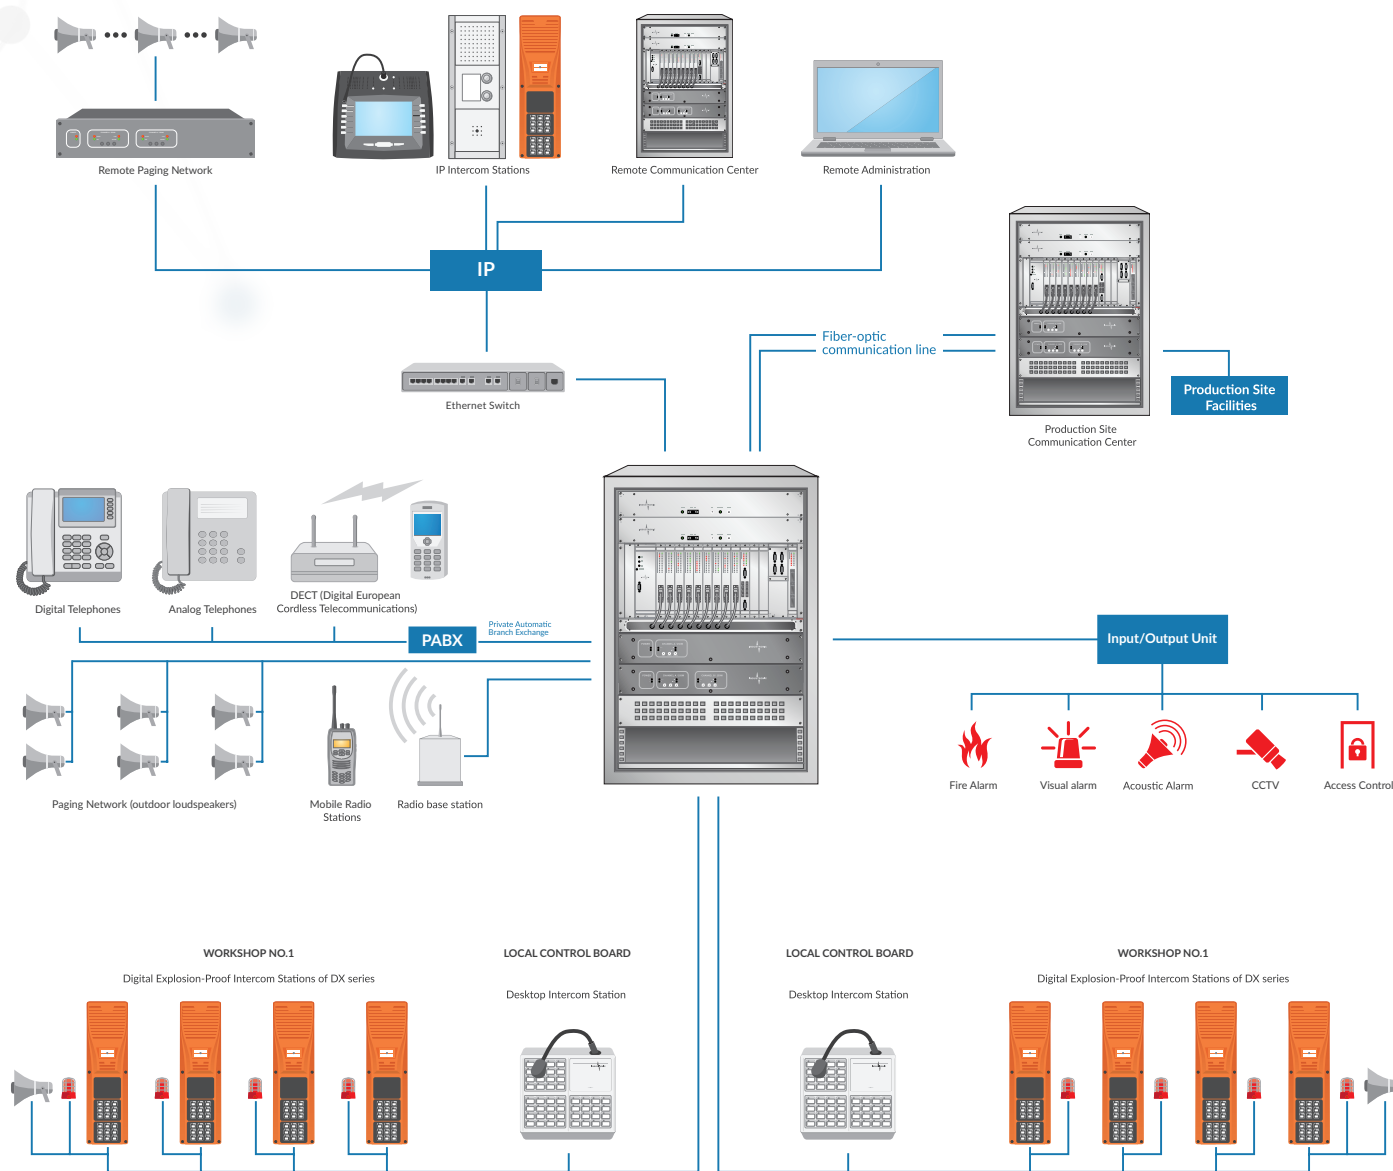 Remote Paging Network
IP Intercom Stations
Remote Communication Center
Remote Administration
IP
Fiber-optic
communication line
Production Site
Facilities
Ethernet Switch
Production Site
Communication Center
Digital Telephones
Analog Telephones
DECT (Digital European
Cordless Telecommunications)
PABX
Private Automatic
Branch Exchange
Input/Output Unit
Fire Alarm
Visual alarm
Acoustic Alarm
CCTV
Access Control
Paging Network (outdoor loudspeakers)
Mobile Radio
Stations
Radio base station
WORKSHOP NO.1
LOCAL CONTROL BOARD
LOCAL CONTROL BOARD
WORKSHOP NO.1
Digital Explosion-Proof Intercom Stations of DX series
Desktop Intercom Station
Desktop Intercom Station
Digital Explosion-Proof Intercom Stations of DX series